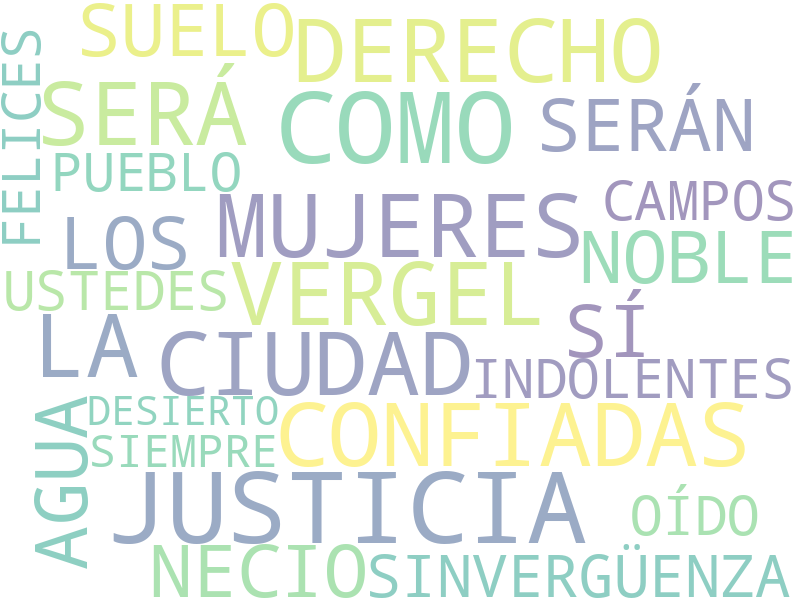 SUELO
DERECHO
FELICES
SERÁ
COMO
SERÁN
PUEBLO
CAMPOS
MUJERES
LOS
NOBLE
USTEDES
VERGEL
SÍ
LA
CIUDAD
INDOLENTES
DESIERTO
CONFIADAS
AGUA
SIEMPRE
JUSTICIA
OÍDO
NECIO
SINVERGÜENZA